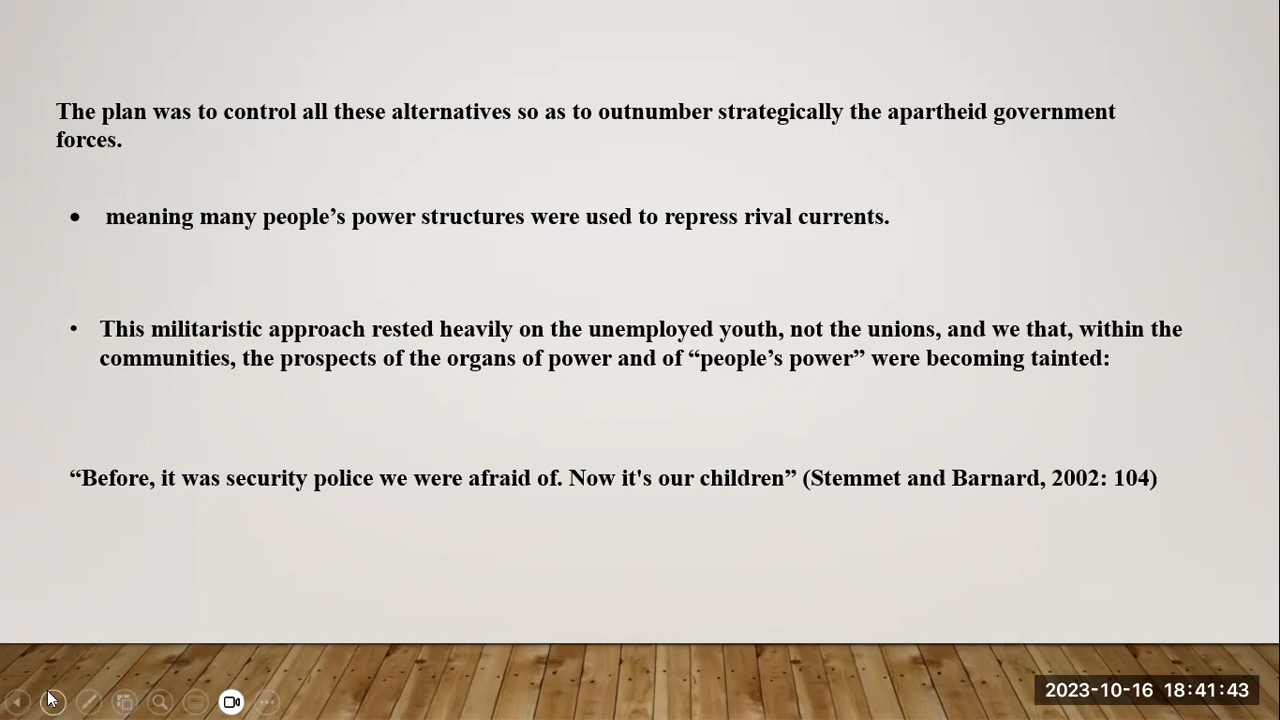 The plan was to control all these alternatives so as to outnumber strategically the apartheid government
forces.
• meaning many people’s power structures were used to repress rival currents.
• This militaristic approach rested heavily on the unemployed youth, not the unions, and we that, within the
communities, the prospects of the organs of power and of “people’s power” were becoming tainted:
“Before, it was security police we were afraid of. Now it's our children” (Stemmet and Barnard, 2002: 104)
2023-10-16 18:41:43